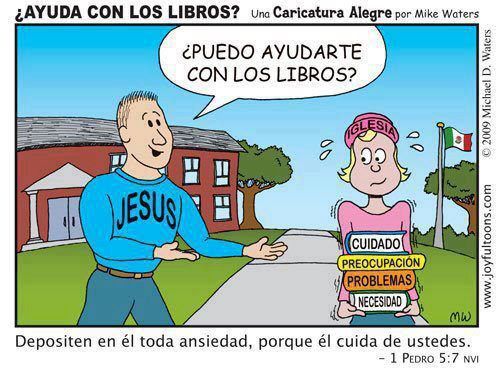 ¿AYUDA CON LOS LIBROS? Una Caricatura Alegre por Mike Waters
¿PUEDO AYUDARTE
CON LOS LIBROS?
JESUS
IGLESIA
CUIDADO
PREOCUPACIÓN
PROBLEMAS
NECESIDAD
MW
© 2009 Michael D. Waters
www.joyfultoons.com
Depositen en él toda ansiedad, porque él cuida de ustedes.
– 1 PEDRO 5:7 NVI